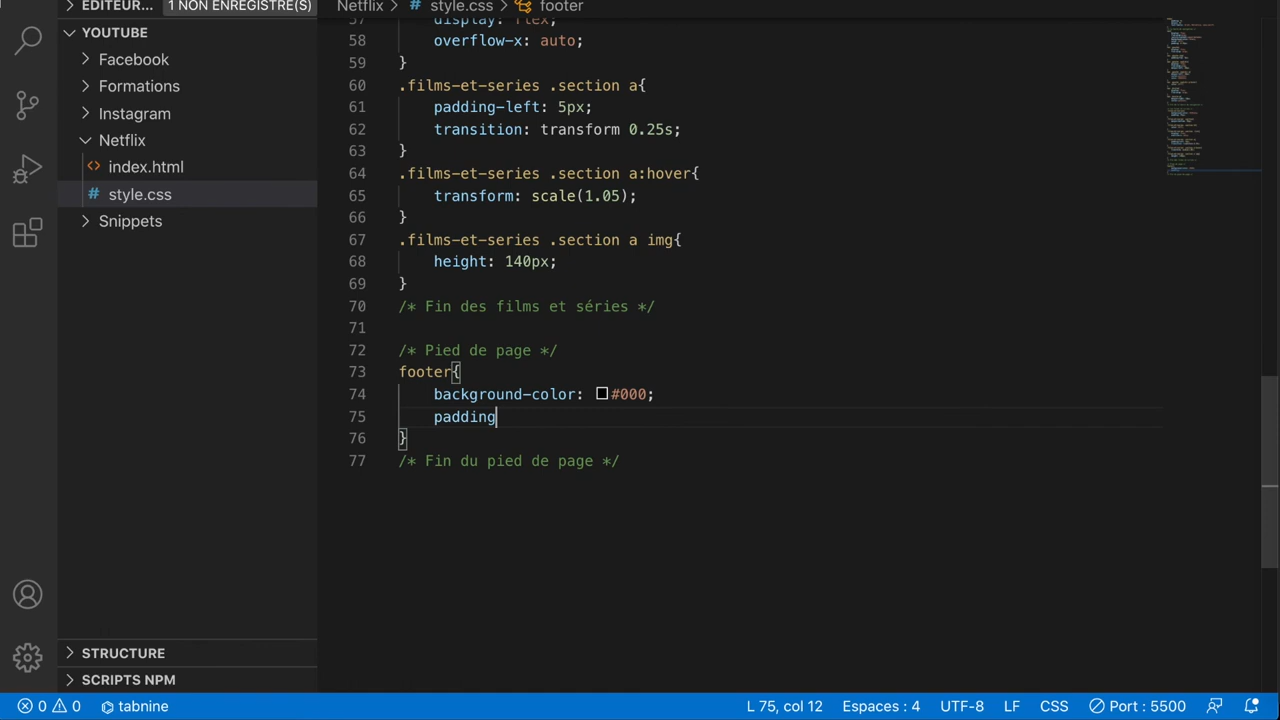 EDITEUR... 1 NON ENREGISTRE(S)
Netflix > # style.css > footer
YOUTUBE
Facebook
Formations
Instagram
Netflix
<> index.html
# style.css
Snippets
STRUCTURE
SCRIPTS NPM
57 display: flex;
58 overflow-x: auto;
59 }
60 .films-et-series .section a{
61 padding-left: 5px;
62 transition: transform 0.25s;
63 }
64 .films-et-series .section a:hover{
65 transform: scale(1.05);
66 }
67 .films-et-series .section a img{
68 height: 140px;
69 }
70 /* Fin des films et séries */
71
72 /* Pied de page */
73 footer{
74 background-color: #000;
75 padding
76 }
77 /* Fin du pied de page */
0 0 tabnine L 75, col 12 Espaces : 4 UTF-8 LF CSS Port : 5500